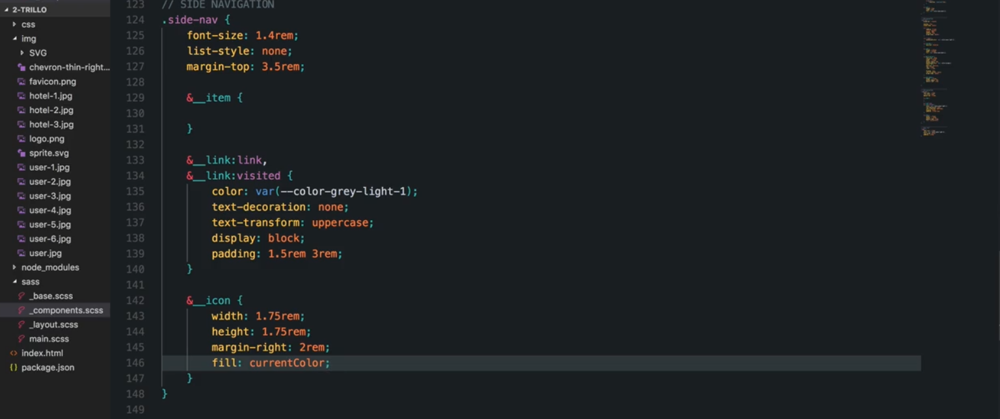 2-TRILLO
css
img
SVG
chevron-thin-right...
favicon.png
hotel-1.jpg
hotel-2.jpg
hotel-3.jpg
logo.png
sprite.svg
user-1.jpg
user-2.jpg
user-3.jpg
user-4.jpg
user-5.jpg
user-6.jpg
user.jpg
node_modules
sass
_base.scss
_components.scss
_layout.scss
main.scss
index.html
package.json
123 // SIDE NAVIGATION
124 .side-nav {
125 font-size: 1.4rem;
126 list-style: none;
127 margin-top: 3.5rem;
128
129 &__item {
130
131 }
132
133 &__link:link,
134 &__link:visited {
135 color: var(--color-grey-light-1);
136 text-decoration: none;
137 text-transform: uppercase;
138 display: block;
139 padding: 1.5rem 3rem;
140 }
141
142 &__icon {
143 width: 1.75rem;
144 height: 1.75rem;
145 margin-right: 2rem;
146 fill: currentColor;
147 }
148 }
149